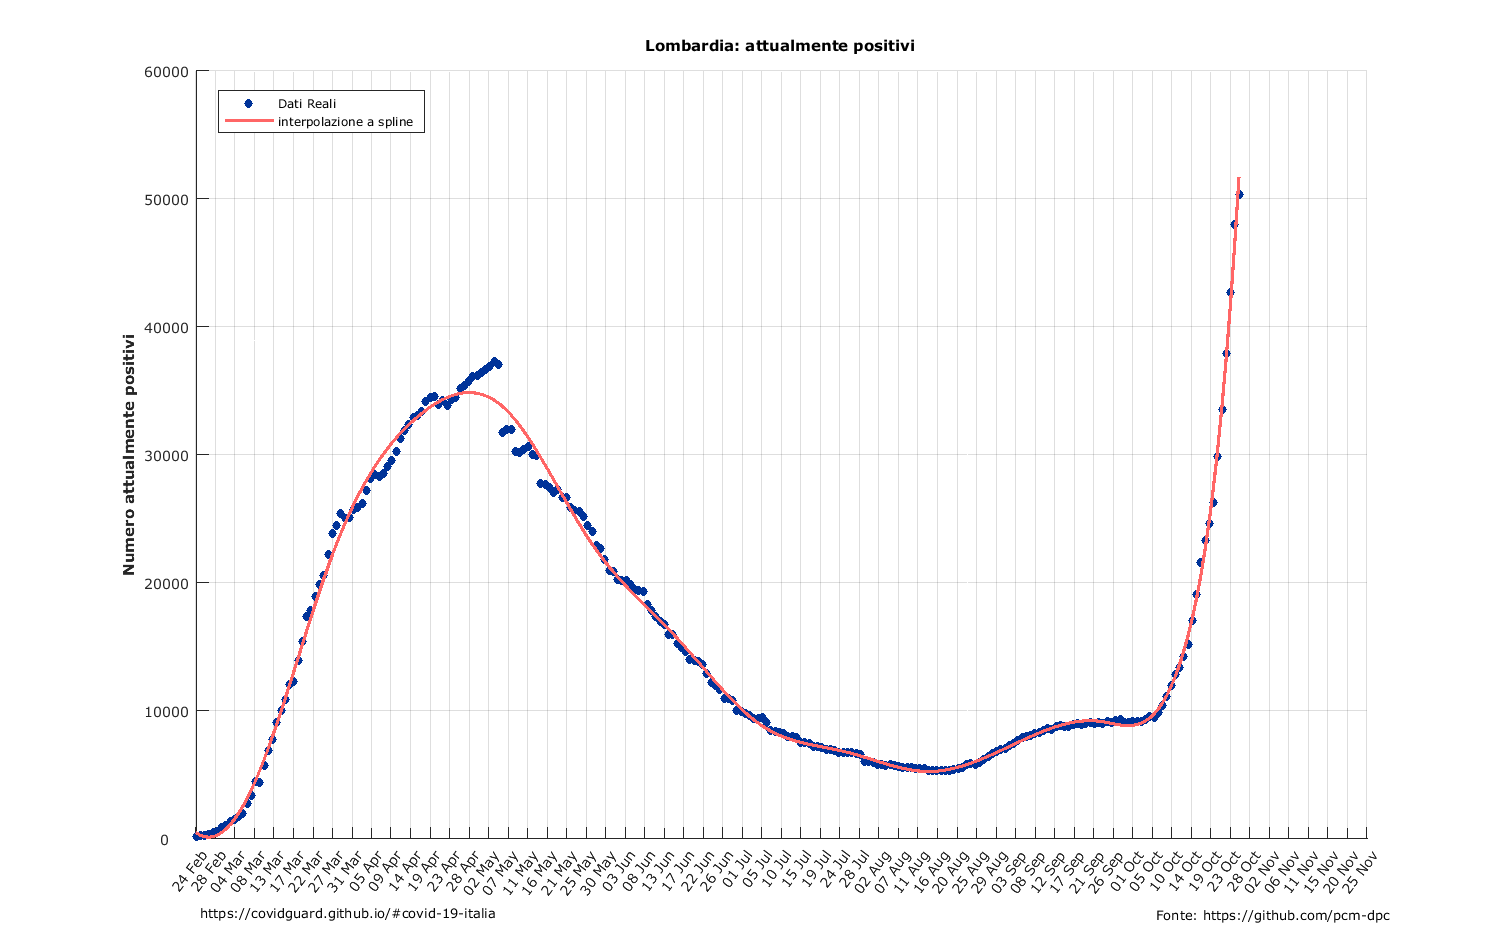 Lombardia: attualmente positivi
60000
50000
40000
30000
20000
10000
0
Numero attualmente positivi
Dati Reali
interpolazione a spline
24 Feb
28 Feb
04 Mar
08 Mar
13 Mar
17 Mar
22 Mar
27 Mar
31 Mar
05 Apr
09 Apr
14 Apr
19 Apr
23 Apr
28 Apr
02 May
07 May
11 May
16 May
21 May
25 May
30 May
03 Jun
08 Jun
13 Jun
17 Jun
22 Jun
26 Jun
01 Jul
05 Jul
10 Jul
15 Jul
19 Jul
24 Jul
28 Jul
02 Aug
07 Aug
11 Aug
16 Aug
20 Aug
25 Aug
29 Aug
03 Sep
08 Sep
12 Sep
17 Sep
21 Sep
26 Sep
01 Oct
05 Oct
10 Oct
14 Oct
19 Oct
23 Oct
28 Oct
02 Nov
06 Nov
11 Nov
15 Nov
20 Nov
25 Nov
https://covidguard.github.io/#covid-19-italia
Fonte: https://github.com/pcm-dpc